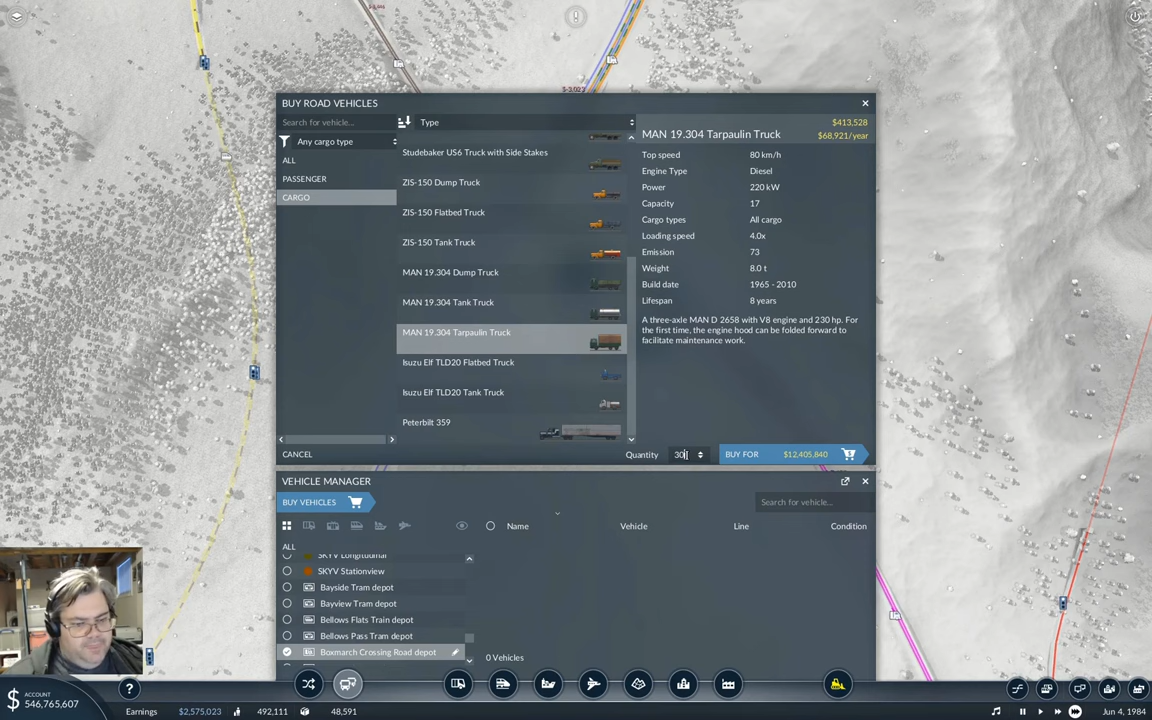 BUY ROAD VEHICLES
Search for vehicle...
Type
Any cargo type
ALL
PASSENGER
CARGO
Studebaker US6 Truck with Side Stakes
ZIS-150 Dump Truck
ZIS-150 Flatbed Truck
ZIS-150 Tank Truck
MAN 19.304 Dump Truck
MAN 19.304 Tank Truck
MAN 19.304 Tarpaulin Truck
Isuzu Elf TLD20 Flatbed Truck
Isuzu Elf TLD20 Tank Truck
Peterbilt 359
$413,528
MAN 19.304 Tarpaulin Truck
$68,921/year
Top speed 80 km/h
Engine Type Diesel
Power 220 kW
Capacity 17
Cargo types All cargo
Loading speed 4.0x
Emission 73
Weight 8.0 t
Build date 1965 - 2010
Lifespan 8 years
A three-axle MAN D 2658 with V8 engine and 230 hp. For
the first time, the engine hood can be folded forward to
facilitate maintenance work.
CANCEL
Quantity 30
BUY FOR $12,405,840
VEHICLE MANAGER
BUY VEHICLES
Search for vehicle...
Name Vehicle Line Condition
ALL
SKYV Longitudinal
SKYV Stationview
Bayside Tram depot
Bayview Tram depot
Bellows Flats Train depot
Bellows Pass Tram depot
Boxmarch Crossing Road depot
0 Vehicles
$ ACCOUNT
546,765,607
?
Earnings $2,575,023 492,111 48,591
Jun 4, 1984